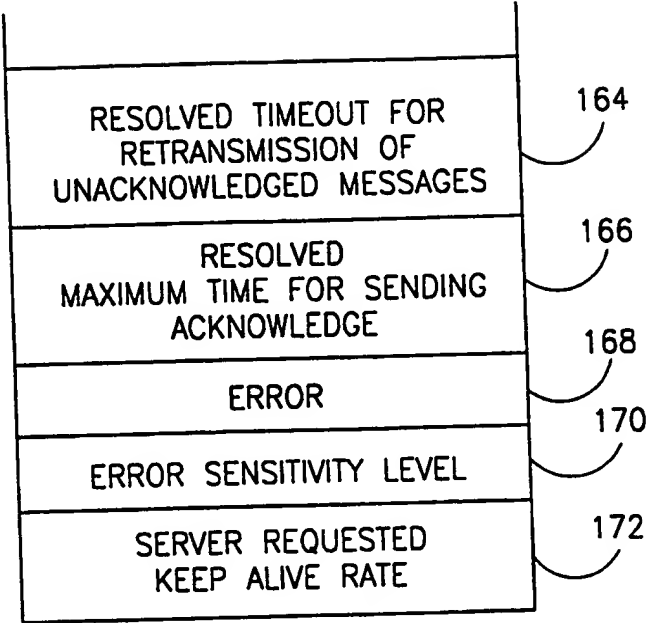 RESOLVED TIMEOUT FOR
RETRANSMISSION OF
UNACKNOWLEDGED MESSAGES
164
RESOLVED
MAXIMUM TIME FOR SENDING
ACKNOWLEDGE
166
ERROR
168
ERROR SENSITIVITY LEVEL
170
SERVER REQUESTED
KEEP ALIVE RATE
172